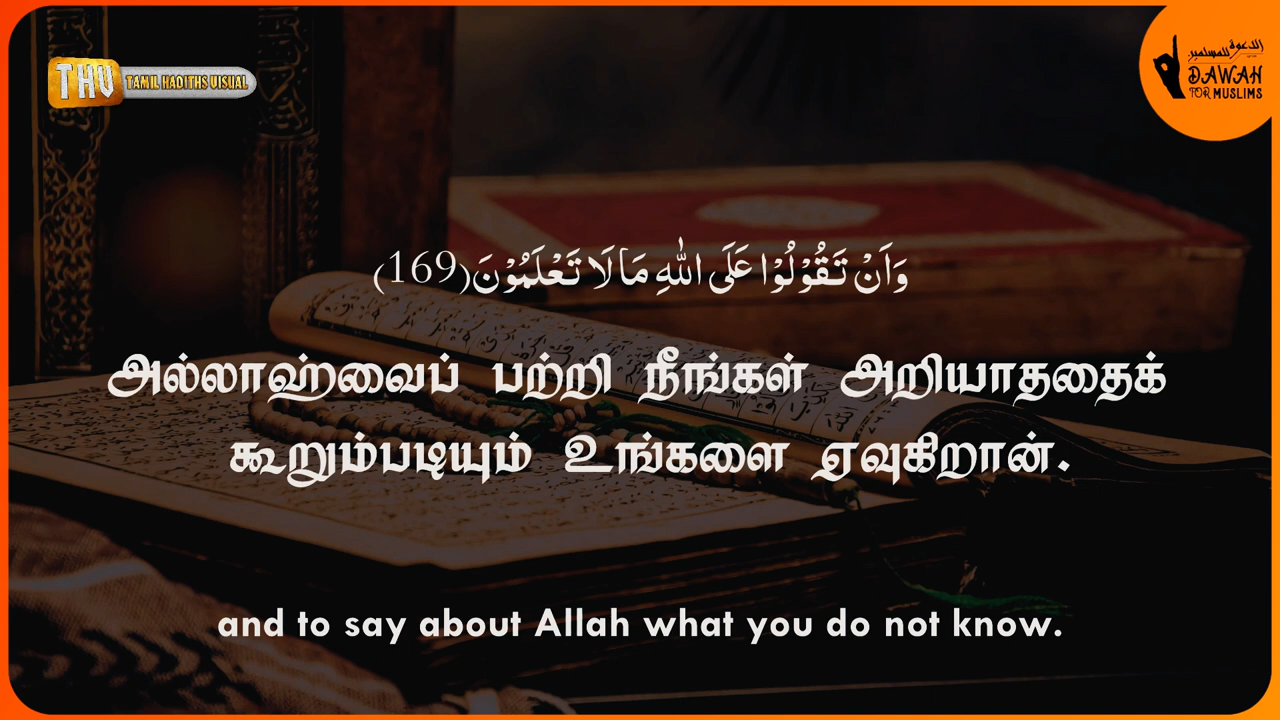 THV TAMIL HADITHS VISUAL
الدعوة للمسلمين
DAWAH
FOR MUSLIMS
وَاَنْ تَقُوْلُوْا عَلَى اللّٰهِ مَا لَا تَعْلَمُوْنَ(169)
அல்லாஹ்வைப் பற்றி நீங்கள் அறியாததைக்
கூறும்படியும் உங்களை ஏவுகிறான்.
and to say about Allah what you do not know.